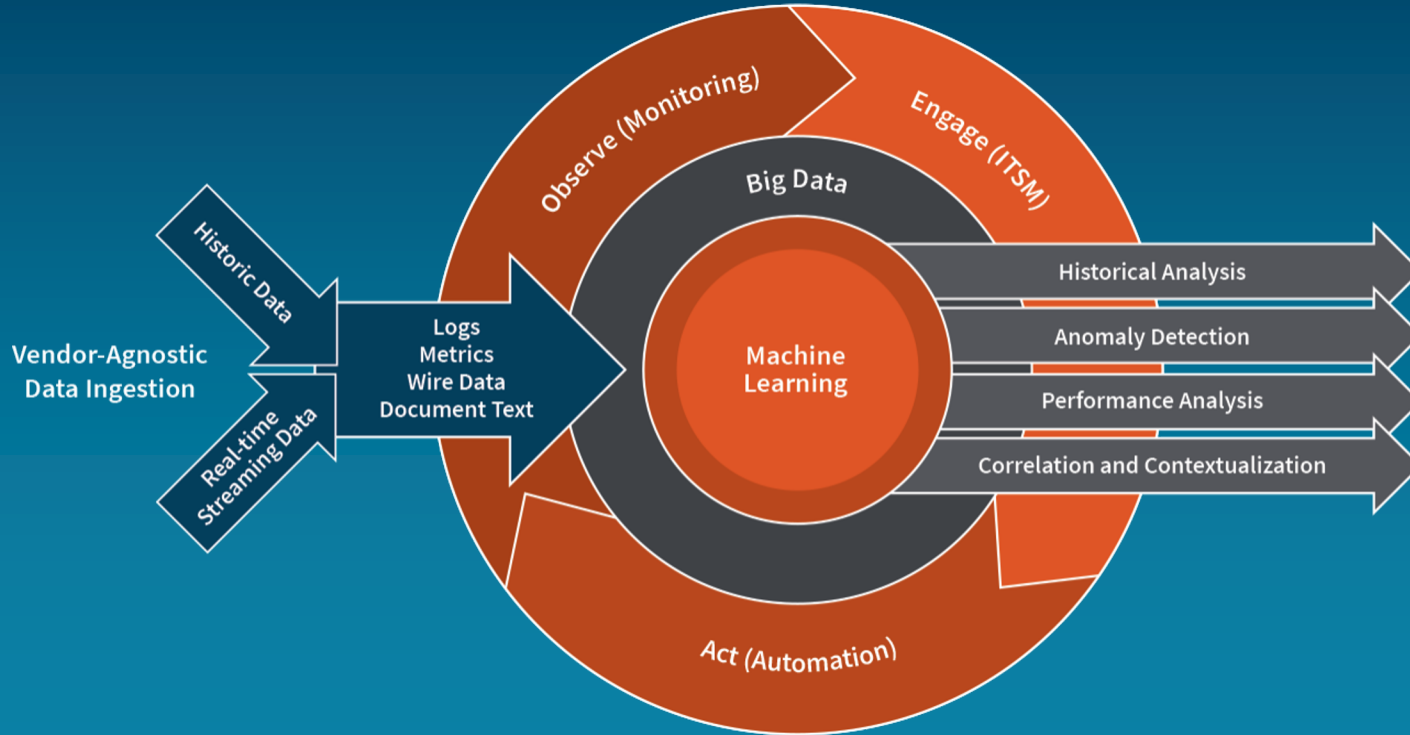 Observe (Monitoring)
Engage (ITSM)
Big Data
Historic Data
Vendor-Agnostic
Data Ingestion
Real-time
Streaming Data
Logs
Metrics
Wire Data
Document Text
Machine
Learning
Historical Analysis
Anomaly Detection
Performance Analysis
Correlation and Contextualization
Act (Automation)